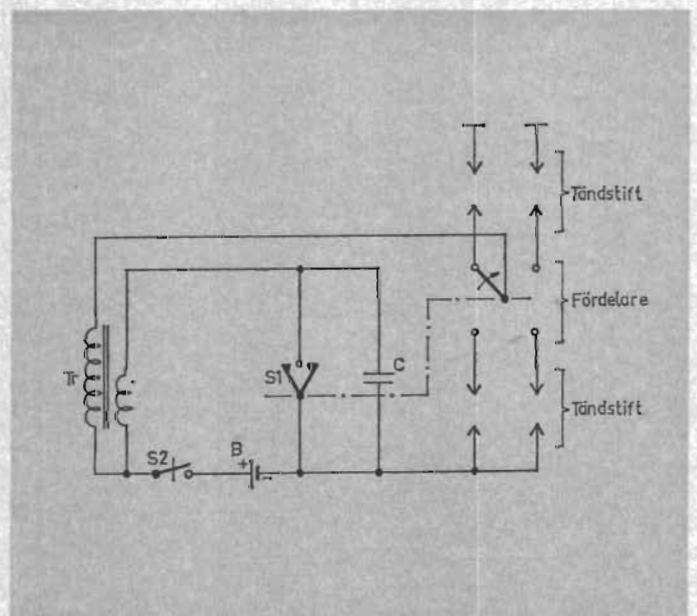 Tändstift
Fördelare
Tändstift
Tr
S1
C
S2
B
+
-